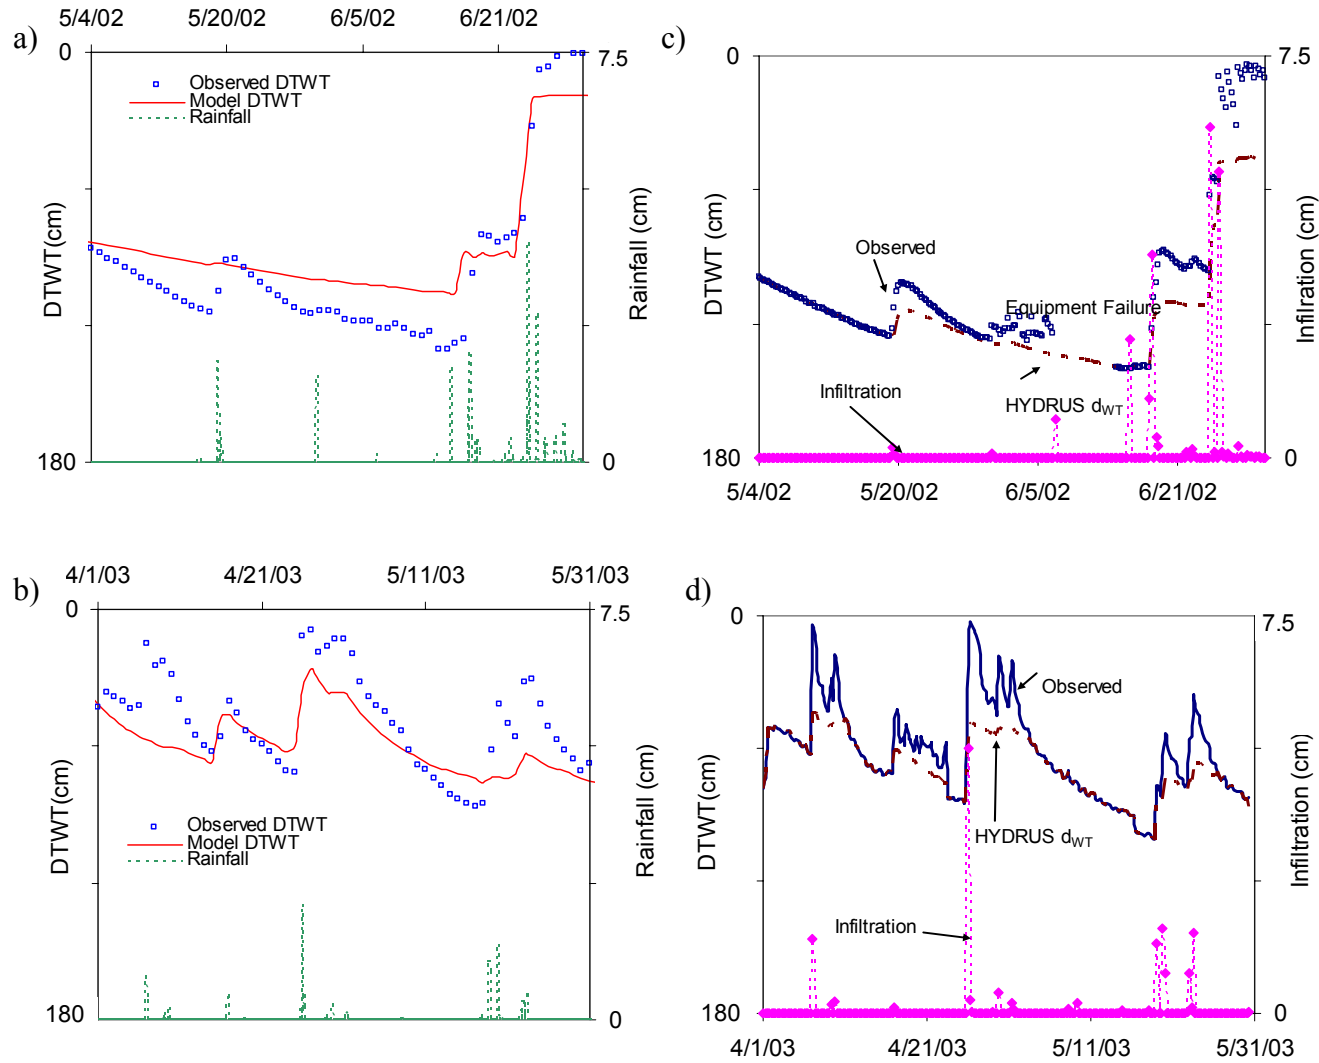 a)
5/4/02 5/20/02 6/5/02 6/21/02
0
7.5
Observed DTWT
Model DTWT
Rainfall
DTWT(cm)
Rainfall (cm)
180
0
c)
0
7.5
Observed
Equipment Failure
Infiltration
HYDRUS dWT
DTWT (cm)
Infiltration (cm)
180
0
5/4/02 5/20/02 6/5/02 6/21/02
b)
4/1/03 4/21/03 5/11/03 5/31/03
0
7.5
Observed DTWT
Model DTWT
Rainfall
DTWT(cm)
Rainfall (cm)
180
0
d)
0
7.5
Observed
HYDRUS dWT
Infiltration
DTWT(cm)
Infiltration (cm)
180
0
4/1/03 4/21/03 5/11/03 5/31/03